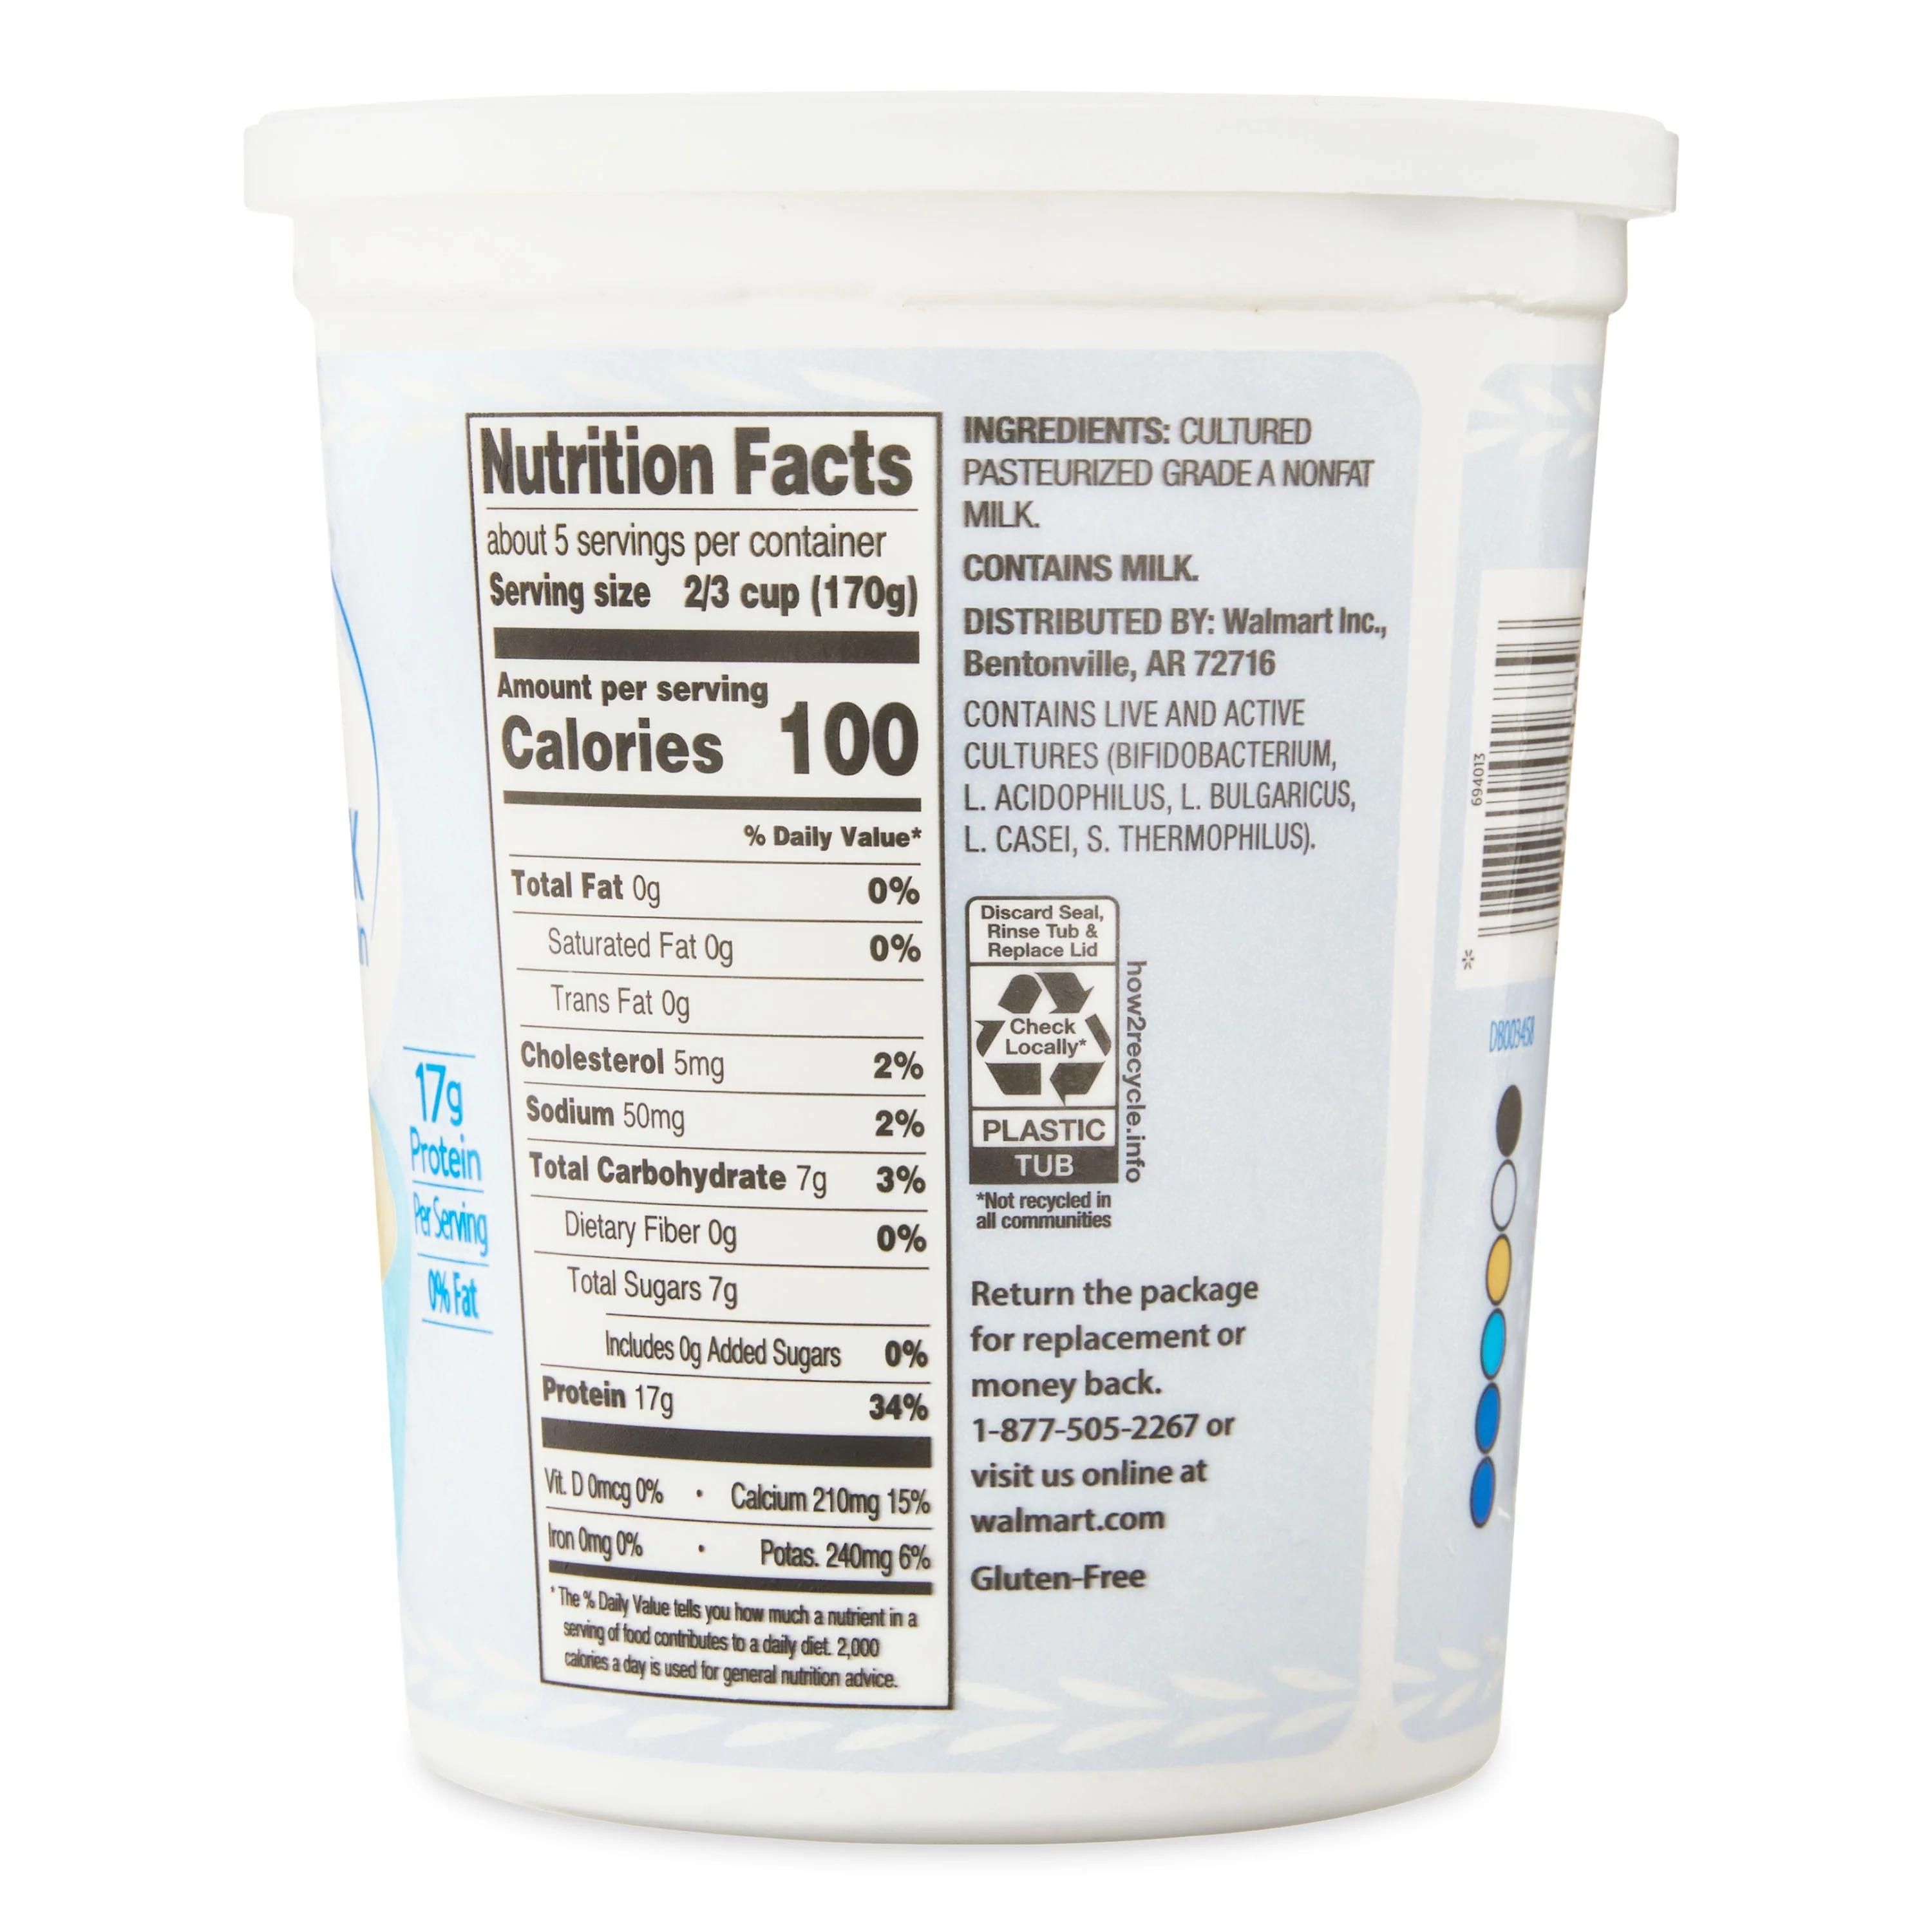 17g
Protein
Per Serving
0% Fat
Nutrition Facts
about 5 servings per container
Serving size 2/3 cup (170g)
Amount per serving
Calories 100
% Daily Value*
Total Fat 0g 0%
Saturated Fat 0g 0%
Trans Fat 0g
Cholesterol 5mg 2%
Sodium 50mg 2%
Total Carbohydrate 7g 3%
Dietary Fiber 0g 0%
Total Sugars 7g
Includes 0g Added Sugars 0%
Protein 17g 34%
Vit. D 0mcg 0% • Calcium 210mg 15%
Iron 0mg 0% • Potas. 240mg 6%
* The % Daily Value tells you how much a nutrient in a
serving of food contributes to a daily diet. 2,000
calories a day is used for general nutrition advice.
INGREDIENTS: CULTURED
PASTEURIZED GRADE A NONFAT
MILK.
CONTAINS MILK.
DISTRIBUTED BY: Walmart Inc.,
Bentonville, AR 72716
CONTAINS LIVE AND ACTIVE
CULTURES (BIFIDOBACTERIUM,
L. ACIDOPHILUS, L. BULGARICUS,
L. CASEI, S. THERMOPHILUS).
Discard Seal,
Rinse Tub &
Replace Lid
Check
Locally*
PLASTIC
TUB
*Not recycled in
all communities
how2recycle.info
Return the package
for replacement or
money back.
1-877-505-2267 or
visit us online at
walmart.com
Gluten-Free
694013
DB003458